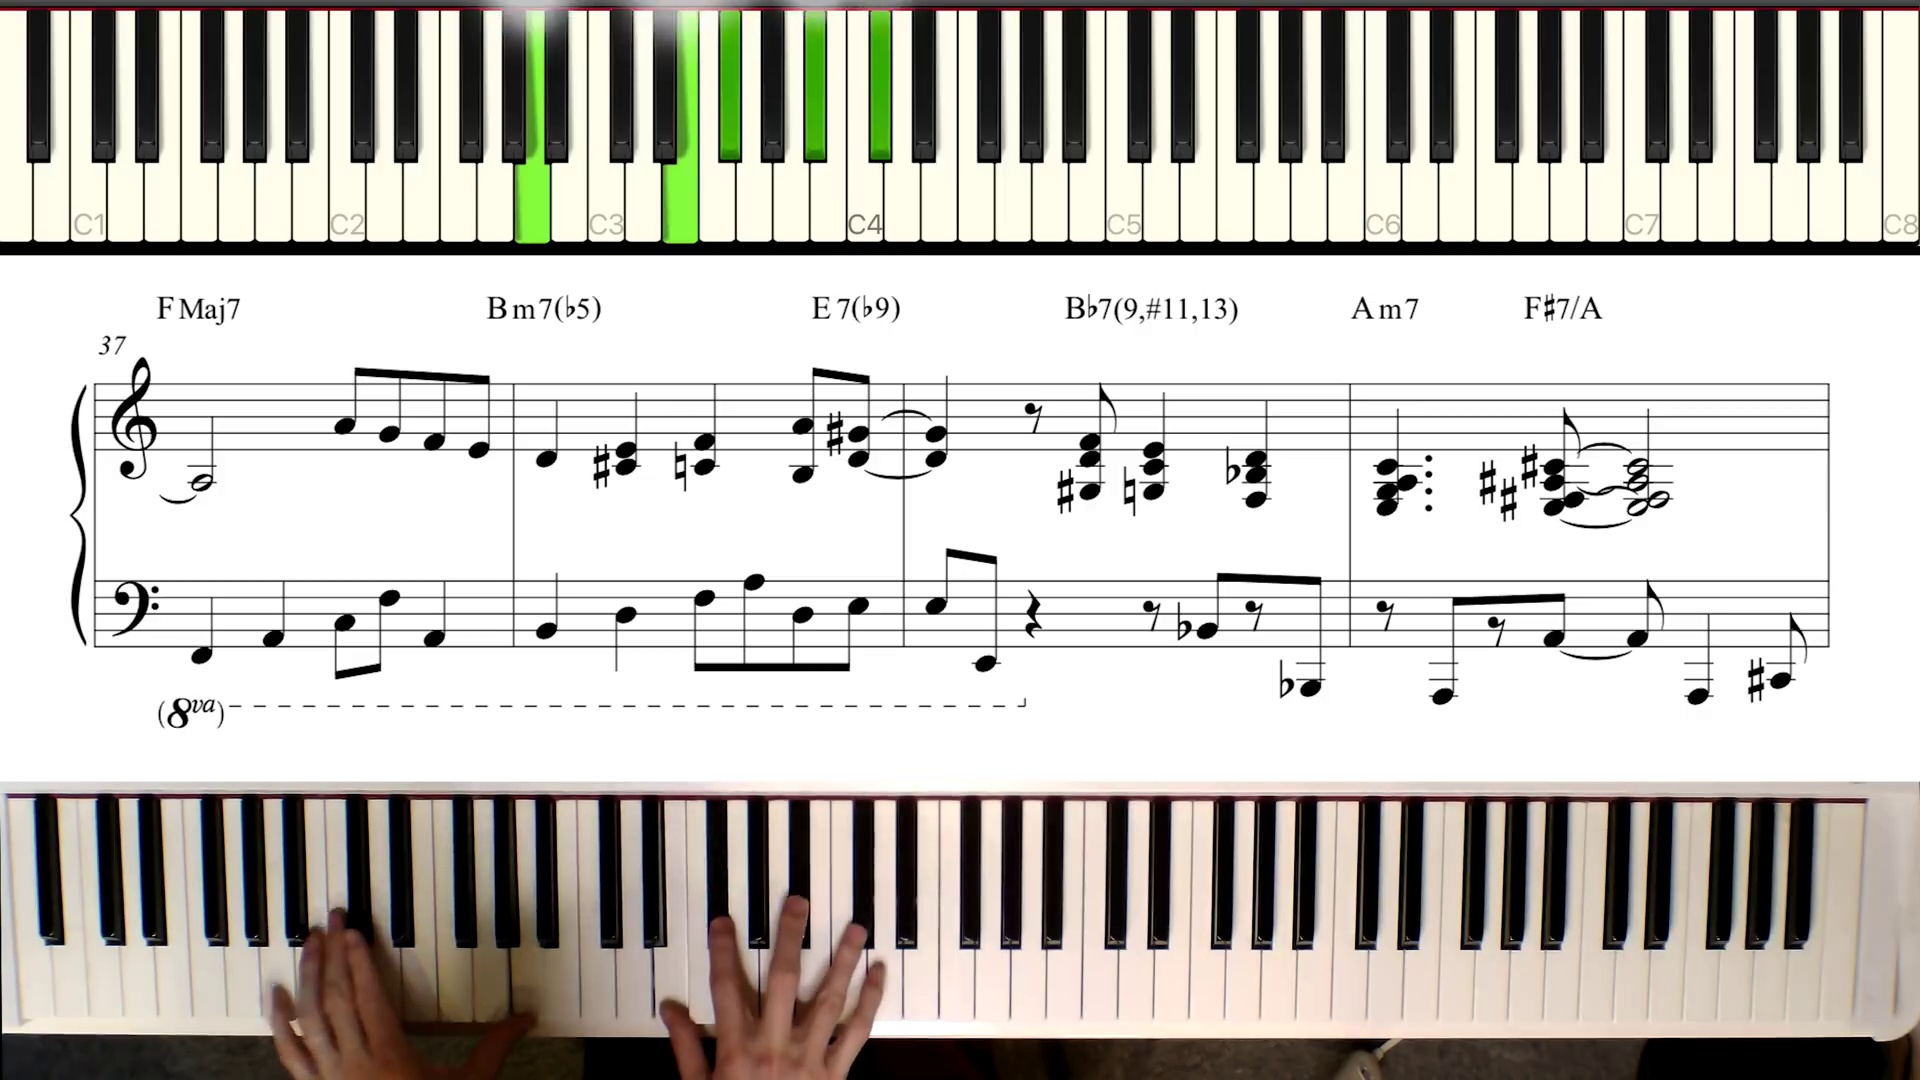 C1 C2 C3 C4 C5 C6 C7 C8
F Maj7 B m7(♭5) E 7(♭9) B♭7(9,#11,13) A m7 F♯7/A
37
(8va)